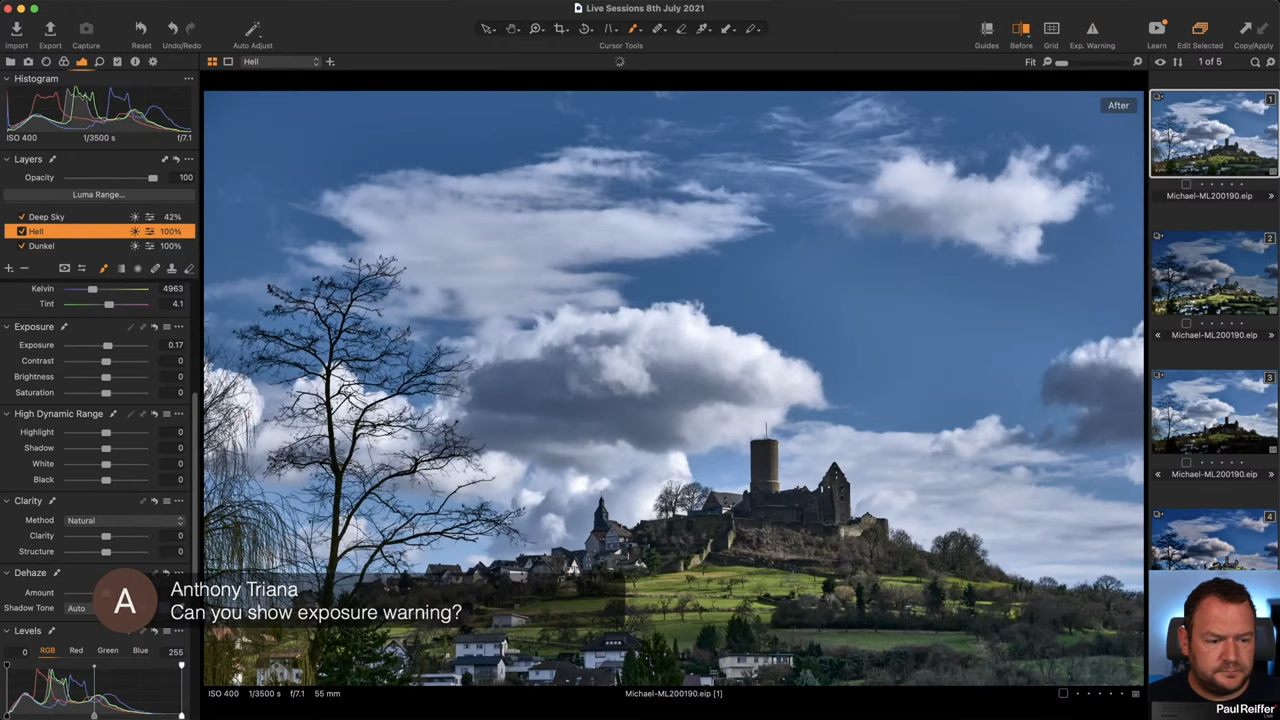 Live Sessions 8th July 2021
Import
Export
Capture
Reset
Undo/Redo
Auto Adjust
Cursor Tools
Guides
Before
Grid
Exp. Warning
Learn
Edit Selected
Copy/Apply
Hell
Fit
1 of 5
Histogram
ISO 400
1/3500 s
f/7.1
After
Layers
Opacity
100
Luma Range...
Deep Sky
42%
Hell
100%
Dunkel
100%
Kelvin
4963
Tint
4.1
Exposure
Exposure
0.17
Contrast
0
Brightness
0
Saturation
0
High Dynamic Range
Highlight
0
Shadow
0
White
0
Black
0
Clarity
Method
Natural
Clarity
0
Structure
0
Dehaze
Amount
0
Shadow Tone
Auto
A
Anthony Triana
Can you show exposure warning?
Levels
0
RGB
Red
Green
Blue
255
ISO 400
1/3500 s
f/7.1
55 mm
Michael-ML200190.eip [1]
1
Michael-ML200190.eip
2
Michael-ML200190.eip
3
Michael-ML200190.eip
4
Paul Reiffer
Live